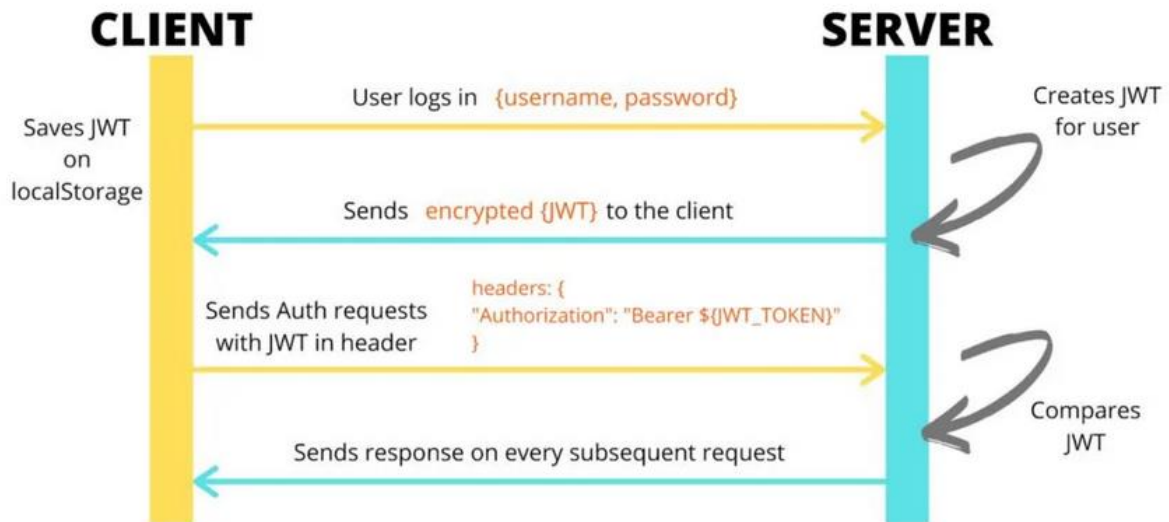 CLIENT
SERVER
User logs in {username, password}
Creates JWT
for user
Saves JWT
on
localStorage
Sends encrypted {JWT} to the client
headers: {
"Authorization": "Bearer ${JWT_TOKEN}"
}
Sends Auth requests
with JWT in header
Compares
JWT
Sends response on every subsequent request